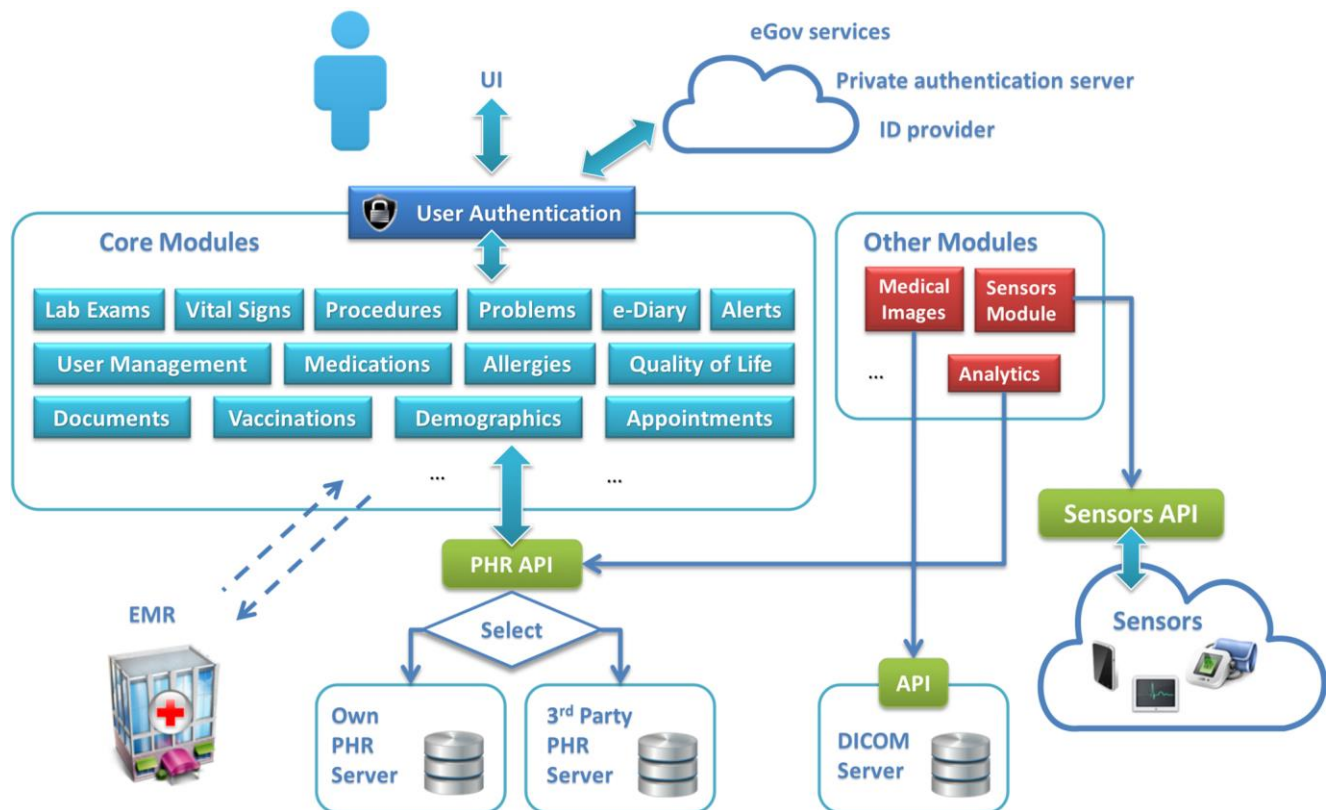 eGov services
UI
Private authentication server
ID provider
User Authentication
Core Modules
Other Modules
Lab Exams
Vital Signs
Procedures
Problems
e-Diary
Alerts
Medical
Images
Sensors
Module
User Management
Medications
Allergies
Quality of Life
...
Analytics
Documents
Vaccinations
Demographics
Appointments
...
...
Sensors API
PHR API
EMR
Select
Sensors
API
Own
PHR
Server
3rd Party
PHR
Server
DICOM
Server